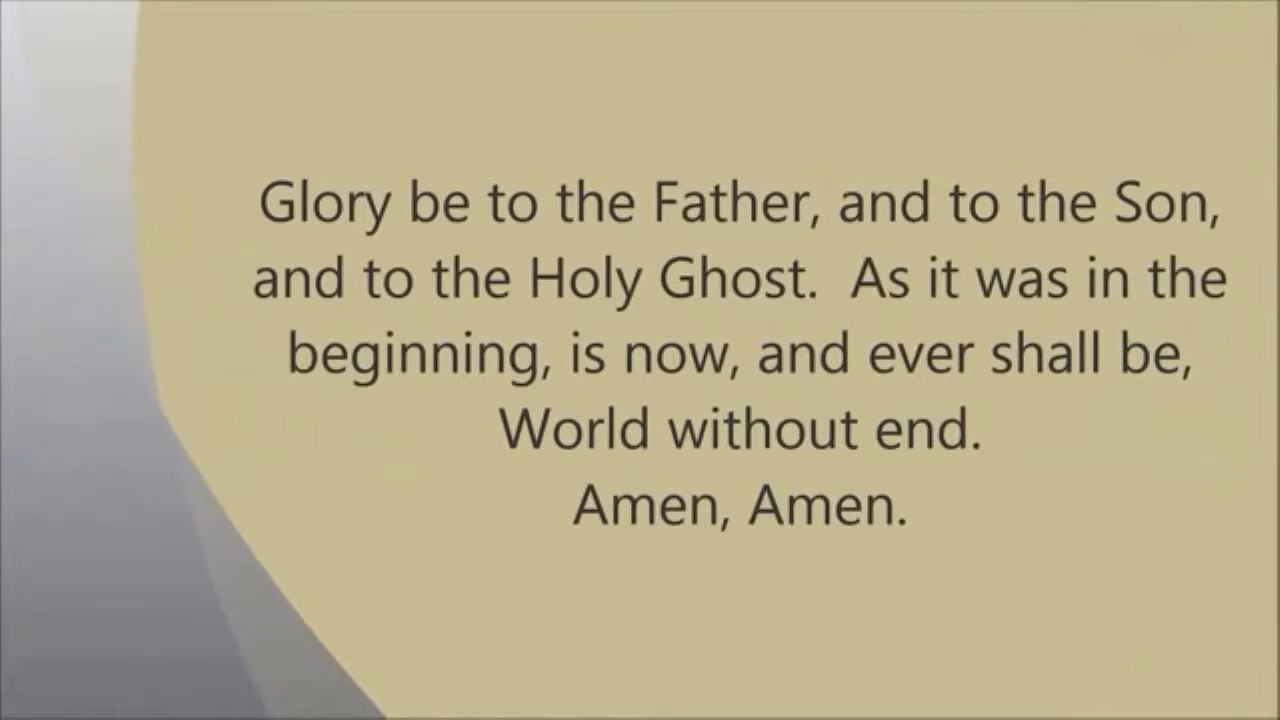 Glory be to the Father, and to the Son,
and to the Holy Ghost.  As it was in the
beginning, is now, and ever shall be,
World without end.
Amen, Amen.